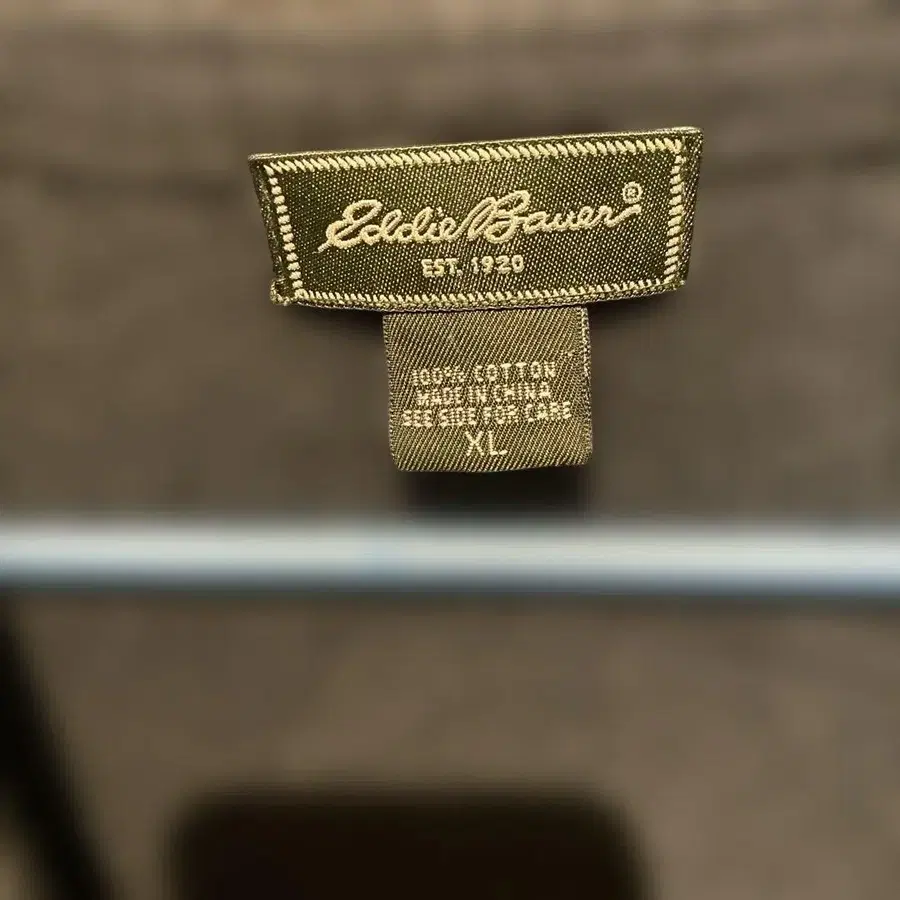 Eddie Bauer®
EST. 1920
100% COTTON
MADE IN CHINA
SEE SIDE FOR CARE
XL